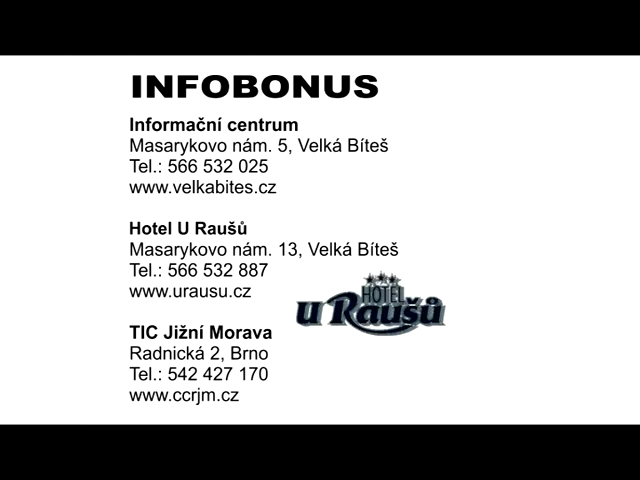 INFOBONUS
Informační centrum
Masarykovo nám. 5, Velká Bíteš
Tel.: 566 532 025
www.velkabites.cz
Hotel U Raušů
Masarykovo nám. 13, Velká Bíteš
Tel.: 566 532 887
www.urausu.cz
HOTEL
U Raušů
TIC Jižní Morava
Radnická 2, Brno
Tel.: 542 427 170
www.ccrjm.cz